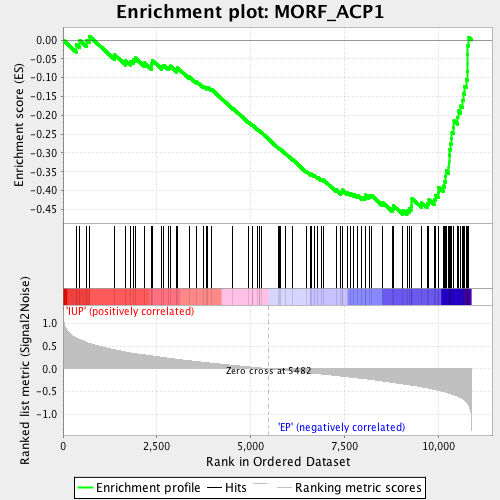 Enrichment plot: MORF_ACP1
Enrichment score (ES)
0.00
-0.05
-0.10
-0.15
-0.20
-0.25
-0.30
-0.35
-0.40
-0.45
'IUP' (positively correlated)
Ranked list metric (Signal2Noise)
1.0
0.5
0.0
-0.5
-1.0
Zero cross at 5482
'EP' (negatively correlated)
0
2,500
5,000
7,500
10,000
Rank in Ordered Dataset
Enrichment profile
Hits
Ranking metric scores